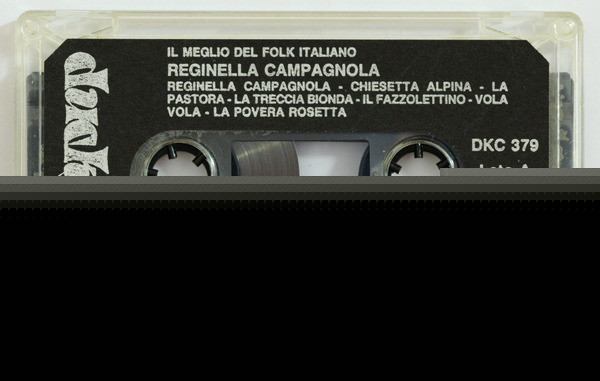 IL MEGLIO DEL FOLK ITALIANO
REGINELLA CAMPAGNOLA
REGINELLA CAMPAGNOLA - CHIESETTA ALPINA - LA
PASTORA - LA TRECCIA BIONDA - IL FAZZOLETTINO - VOLA
VOLA - LA POVERA ROSETTA
DKC 379